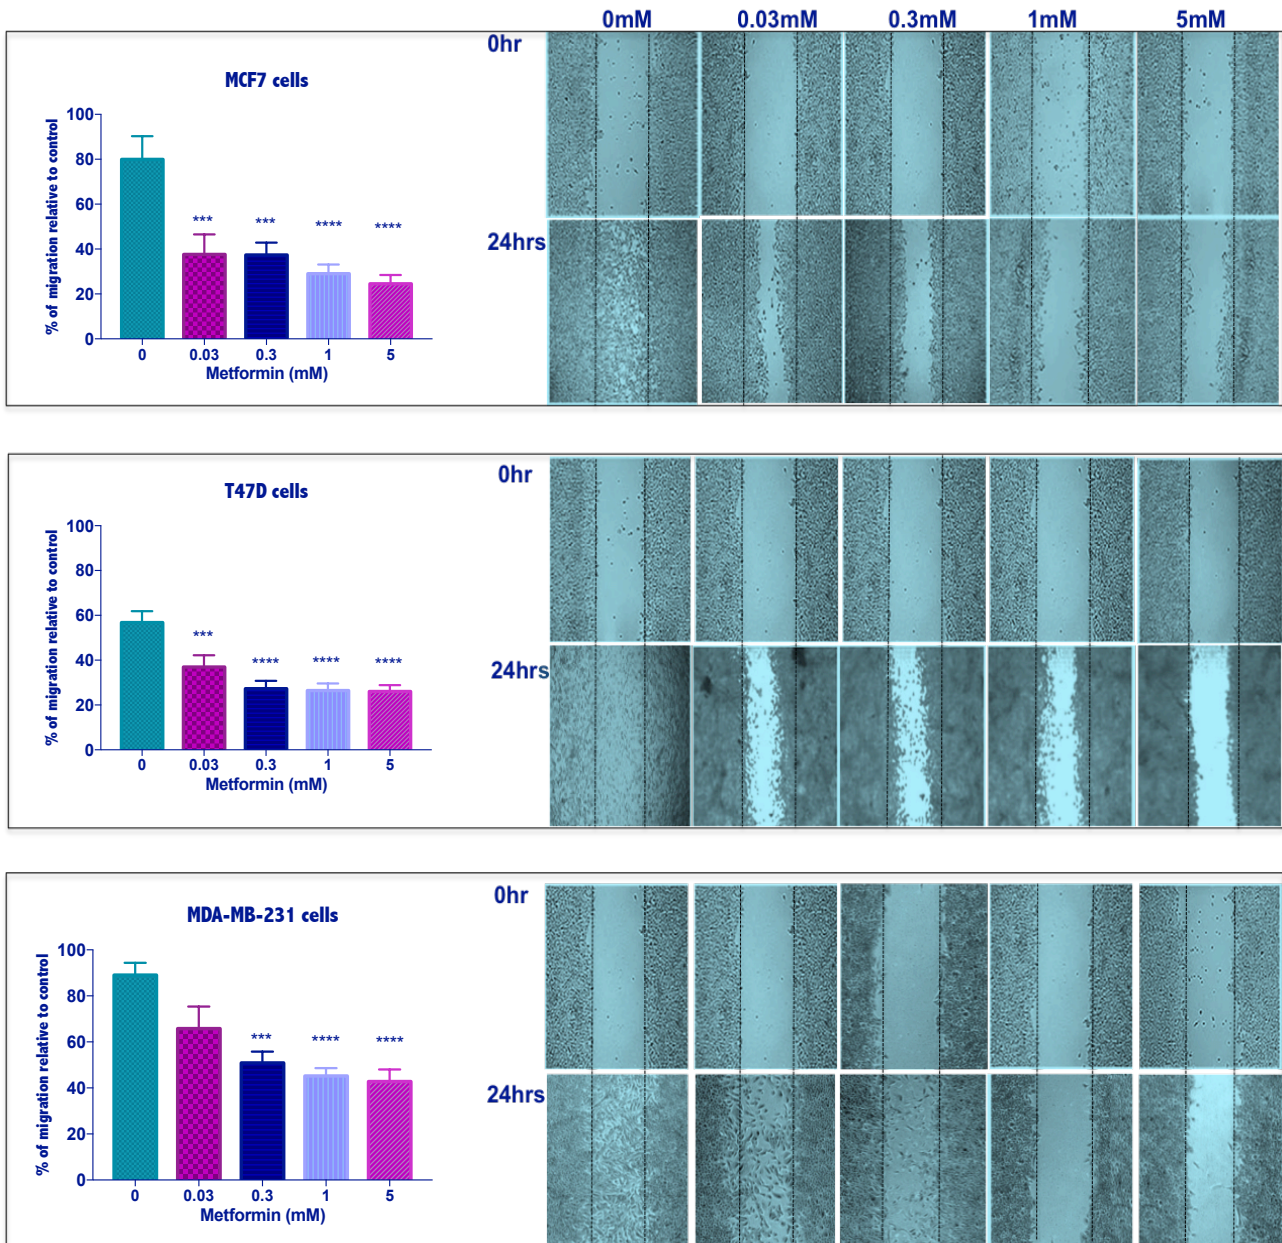 0mM 0.03mM 0.3mM 1mM 5mM
0hr
MCF7 cells
% of migration relative to control
100
80
60
40
20
0
*** *** **** ****
0 0.03 0.3 1 5
Metformin (mM)
24hrs
0hr
T47D cells
% of migration relative to control
100
80
60
40
20
0
*** **** **** ****
0 0.03 0.3 1 5
Metformin (mM)
24hrs
0hr
MDA-MB-231 cells
% of migration relative to control
100
80
60
40
20
0
*** **** ****
0 0.03 0.3 1 5
Metformin (mM)
24hrs